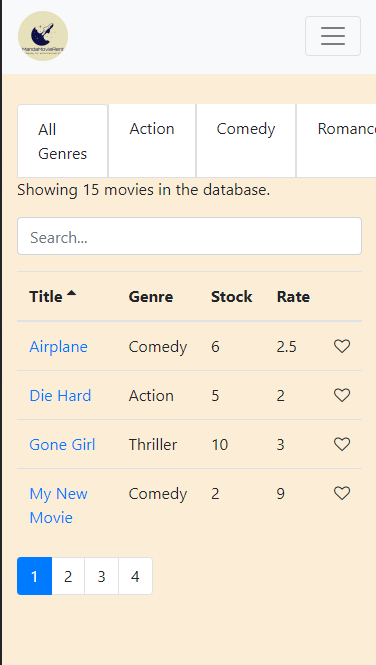 MandaMovieRent
All Genres Action Comedy Romance
Showing 15 movies in the database.
Search...
Title Genre Stock Rate
Airplane Comedy 6 2.5
Die Hard Action 5 2
Gone Girl Thriller 10 3
My New Movie Comedy 2 9
1 2 3 4